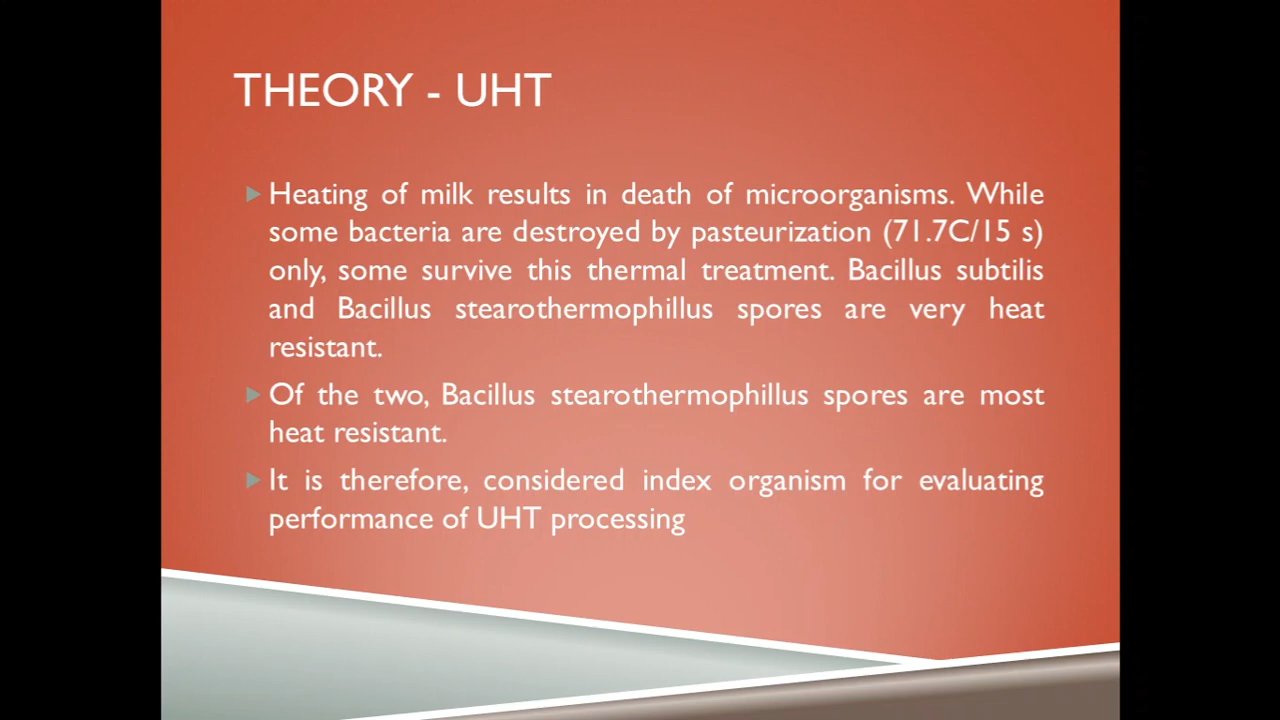 THEORY - UHT
Heating of milk results in death of microorganisms. While
some bacteria are destroyed by pasteurization (71.7C/15 s)
only, some survive this thermal treatment. Bacillus subtilis
and Bacillus stearothermophillus spores are very heat
resistant.
Of the two, Bacillus stearothermophillus spores are most
heat resistant.
It is therefore, considered index organism for evaluating
performance of UHT processing